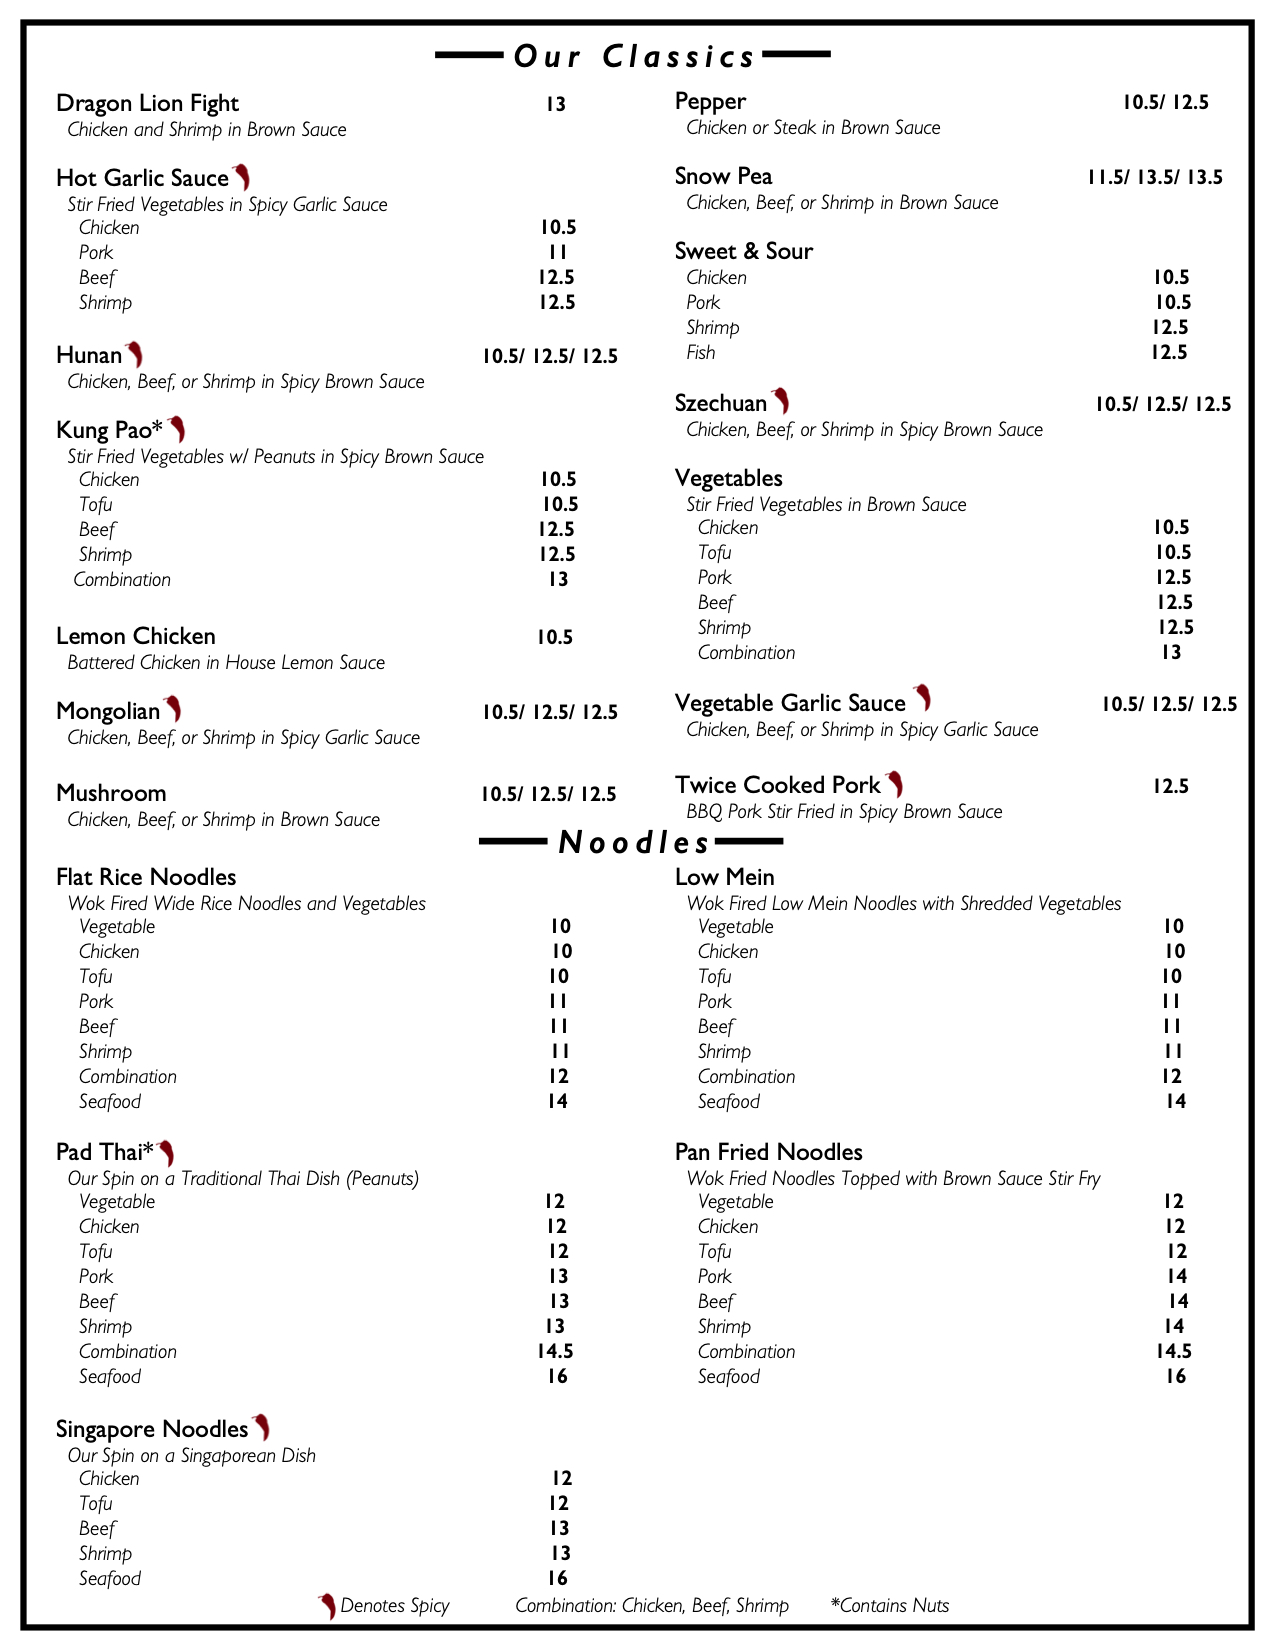 Our Classics
Dragon Lion Fight 13
Chicken and Shrimp in Brown Sauce
Hot Garlic Sauce
Stir Fried Vegetables in Spicy Garlic Sauce
Chicken 10.5
Pork 11
Beef 12.5
Shrimp 12.5
Hunan 10.5/ 12.5/ 12.5
Chicken, Beef, or Shrimp in Spicy Brown Sauce
Kung Pao*
Stir Fried Vegetables w/ Peanuts in Spicy Brown Sauce
Chicken 10.5
Tofu 10.5
Beef 12.5
Shrimp 12.5
Combination 13
Lemon Chicken 10.5
Battered Chicken in House Lemon Sauce
Mongolian 10.5/ 12.5/ 12.5
Chicken, Beef, or Shrimp in Spicy Garlic Sauce
Mushroom 10.5/ 12.5/ 12.5
Chicken, Beef, or Shrimp in Brown Sauce
Pepper 10.5/ 12.5
Chicken or Steak in Brown Sauce
Snow Pea 11.5/ 13.5/ 13.5
Chicken, Beef, or Shrimp in Brown Sauce
Sweet & Sour
Chicken 10.5
Pork 10.5
Shrimp 12.5
Fish 12.5
Szechuan 10.5/ 12.5/ 12.5
Chicken, Beef, or Shrimp in Spicy Brown Sauce
Vegetables
Stir Fried Vegetables in Brown Sauce
Chicken 10.5
Tofu 10.5
Pork 12.5
Beef 12.5
Shrimp 12.5
Combination 13
Vegetable Garlic Sauce 10.5/ 12.5/ 12.5
Chicken, Beef, or Shrimp in Spicy Garlic Sauce
Twice Cooked Pork 12.5
BBQ Pork Stir Fried in Spicy Brown Sauce
Noodles
Flat Rice Noodles
Wok Fired Wide Rice Noodles and Vegetables
Vegetable 10
Chicken 10
Tofu 10
Pork 11
Beef 11
Shrimp 11
Combination 12
Seafood 14
Pad Thai*
Our Spin on a Traditional Thai Dish (Peanuts)
Vegetable 12
Chicken 12
Tofu 12
Pork 13
Beef 13
Shrimp 13
Combination 14.5
Seafood 16
Singapore Noodles
Our Spin on a Singaporean Dish
Chicken 12
Tofu 12
Beef 13
Shrimp 13
Seafood 16
Low Mein
Wok Fired Low Mein Noodles with Shredded Vegetables
Vegetable 10
Chicken 10
Tofu 10
Pork 11
Beef 11
Shrimp 11
Combination 12
Seafood 14
Pan Fried Noodles
Wok Fried Noodles Topped with Brown Sauce Stir Fry
Vegetable 12
Chicken 12
Tofu 12
Pork 14
Beef 14
Shrimp 14
Combination 14.5
Seafood 16
Denotes Spicy Combination: Chicken, Beef, Shrimp *Contains Nuts